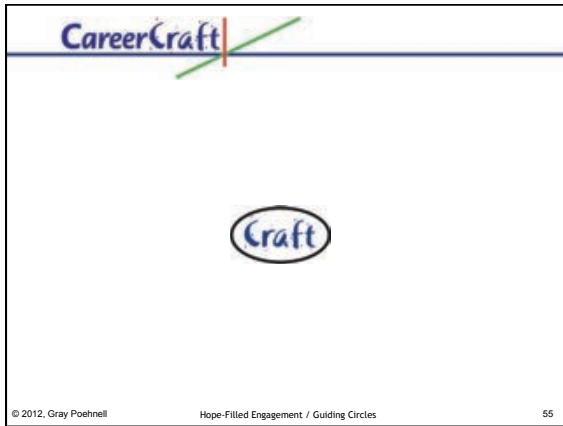 CareerCraft
Craft
© 2012, Gray Poehnell Hope-Filled Engagement / Guiding Circles 55